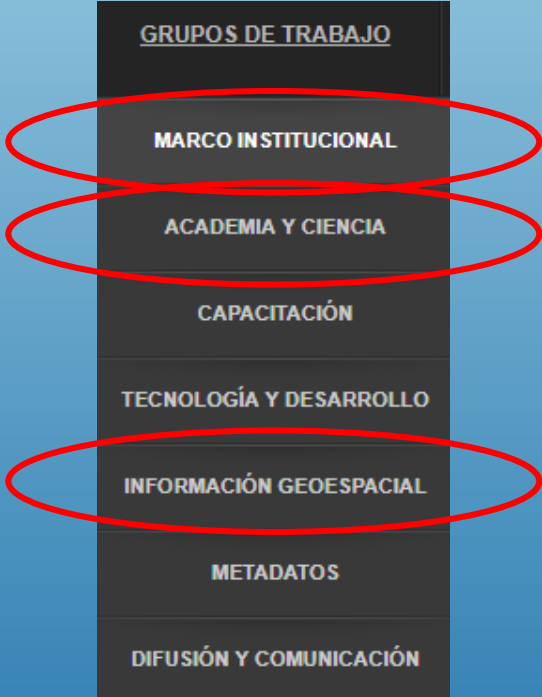 GRUPOS DE TRABAJO
MARCO INSTITUCIONAL
ACADEMIA Y CIENCIA
CAPACITACIÓN
TECNOLOGÍA Y DESARROLLO
INFORMACIÓN GEOESPACIAL
METADATOS
DIFUSIÓN Y COMUNICACIÓN